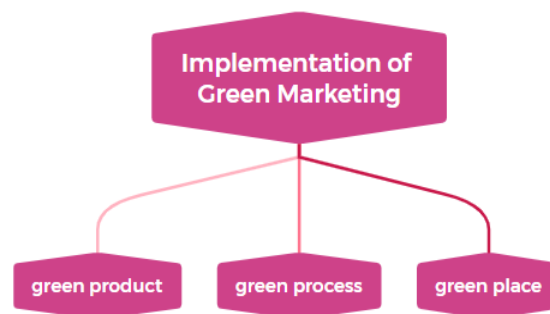 Implementation of
Green Marketing
green product
green process
green place